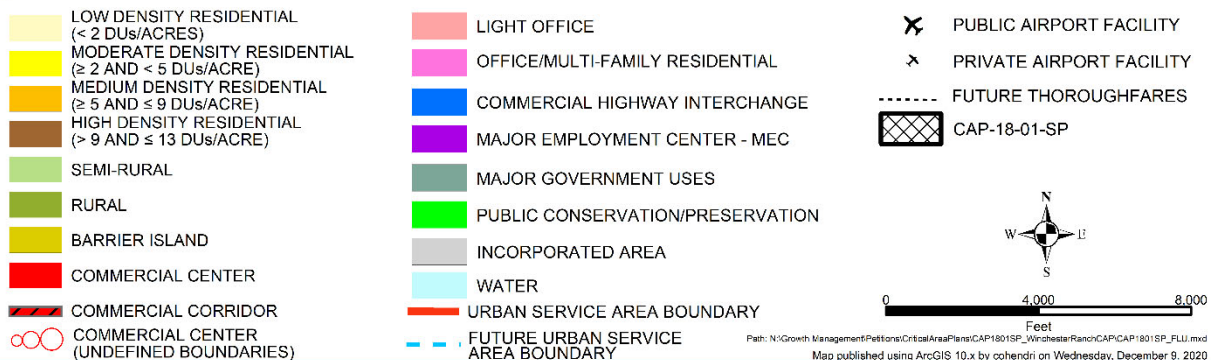 LOW DENSITY RESIDENTIAL
(< 2 DUs/ACRES)
MODERATE DENSITY RESIDENTIAL
(≥ 2 AND < 5 DUs/ACRE)
MEDIUM DENSITY RESIDENTIAL
(≥ 5 AND ≤ 9 DUs/ACRE)
HIGH DENSITY RESIDENTIAL
(> 9 AND ≤ 13 DUs/ACRE)
SEMI-RURAL
RURAL
BARRIER ISLAND
COMMERCIAL CENTER
COMMERCIAL CORRIDOR
COMMERCIAL CENTER
(UNDEFINED BOUNDARIES)
LIGHT OFFICE
OFFICE/MULTI-FAMILY RESIDENTIAL
COMMERCIAL HIGHWAY INTERCHANGE
MAJOR EMPLOYMENT CENTER - MEC
MAJOR GOVERNMENT USES
PUBLIC CONSERVATION/PRESERVATION
INCORPORATED AREA
WATER
URBAN SERVICE AREA BOUNDARY
FUTURE URBAN SERVICE
AREA BOUNDARY
PUBLIC AIRPORT FACILITY
PRIVATE AIRPORT FACILITY
FUTURE THOROUGHFARES
CAP-18-01-SP
N
W E
S
0 4,000 8,000
Feet
Path: N:\Growth Management\Petitions\CriticalAreaPlans\CAP1801SP_WinchesterRanchCAP\CAP1801SP_FLU.mxd
Map published using ArcGIS 10.x by cohendri on Wednesday, December 9, 2020